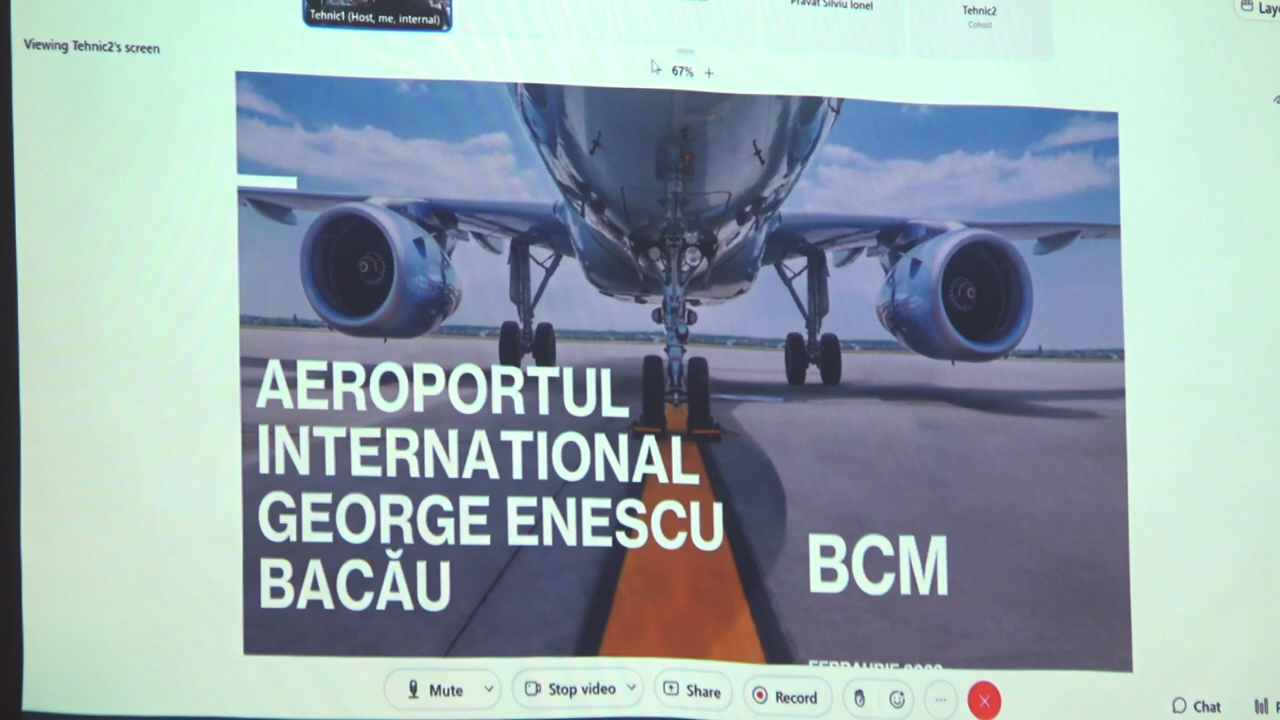 Tehnic1 (Host, me, internal)
Pravat Silviu Ionel
Tehnic2
Cohost
Viewing Tehnic2's screen
67%
AEROPORTUL
INTERNATIONAL
GEORGE ENESCU
BACĂU
BCM
Mute
Stop video
Share
Record
Chat